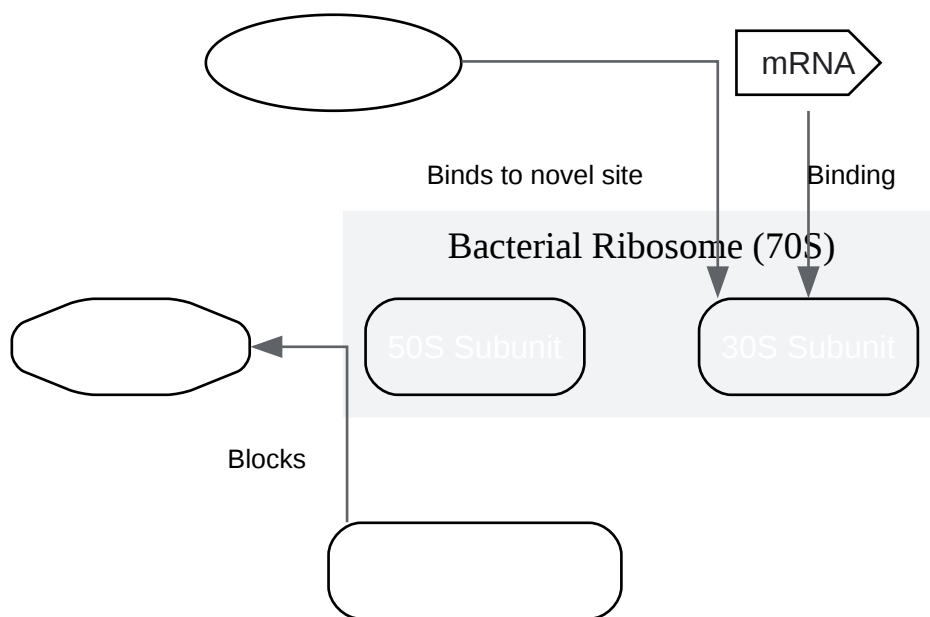 mRNA
Binds to novel site
Binding
Bacterial Ribosome (70S)
50S Subunit
30S Subunit
Blocks